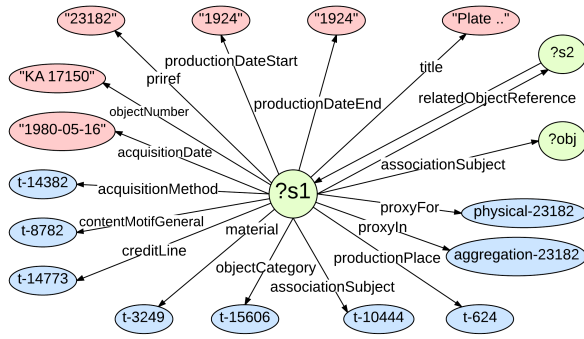 "23182"
"1924"
"1924"
"Plate .."
?s2
priref
productionDateStart
title
"KA 17150"
productionDateEnd
relatedObjectReference
objectNumber
"1980-05-16"
?obj
acquisitionDate
associationSubject
t-14382
acquisitionMethod
?s1
proxyFor
physical-23182
t-8782
contentMotifGeneral
material
proxyIn
creditLine
aggregation-23182
t-14773
objectCategory
productionPlace
associationSubject
t-3249
t-15606
t-10444
t-624